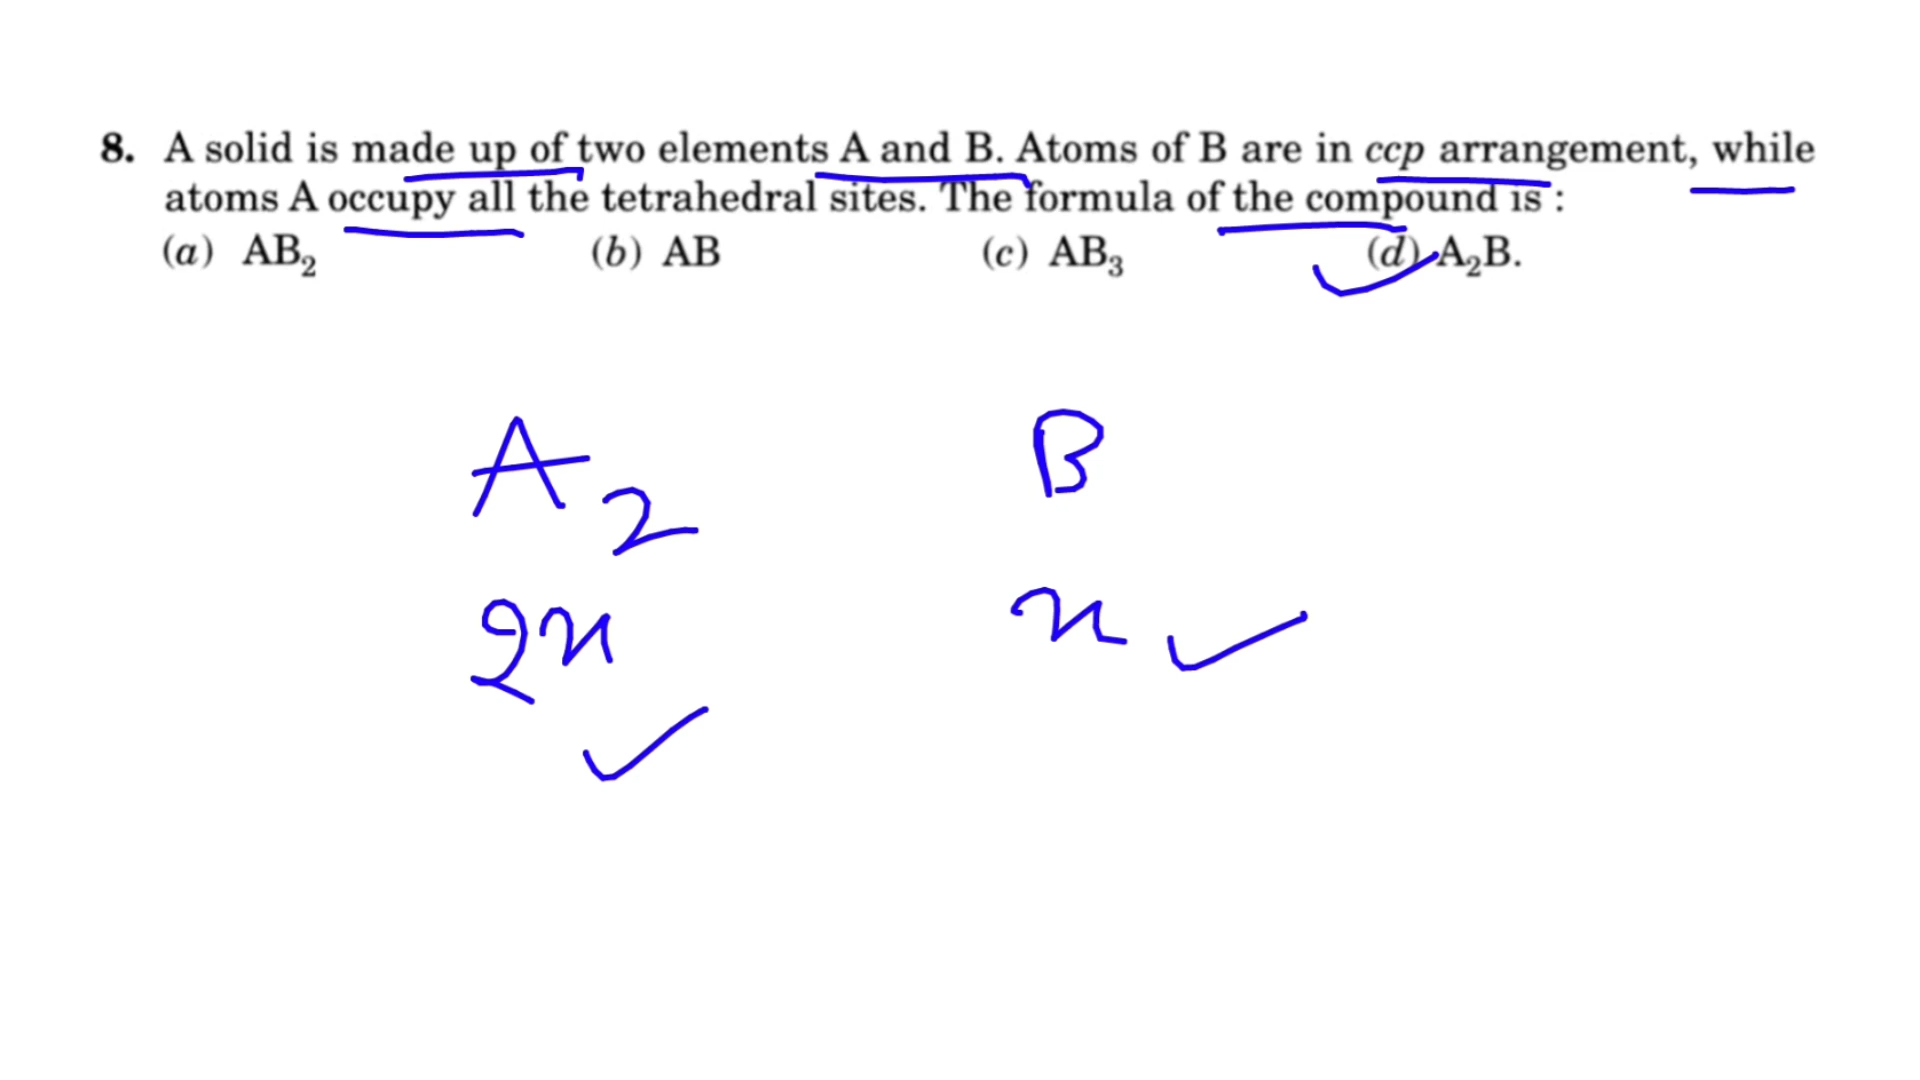 8. A solid is made up of two elements A and B. Atoms of B are in ccp arrangement, while
atoms A occupy all the tetrahedral sites. The formula of the compound is :
(a) AB₂ (b) AB (c) AB₃ (d) A₂B.
A₂ B
2x x